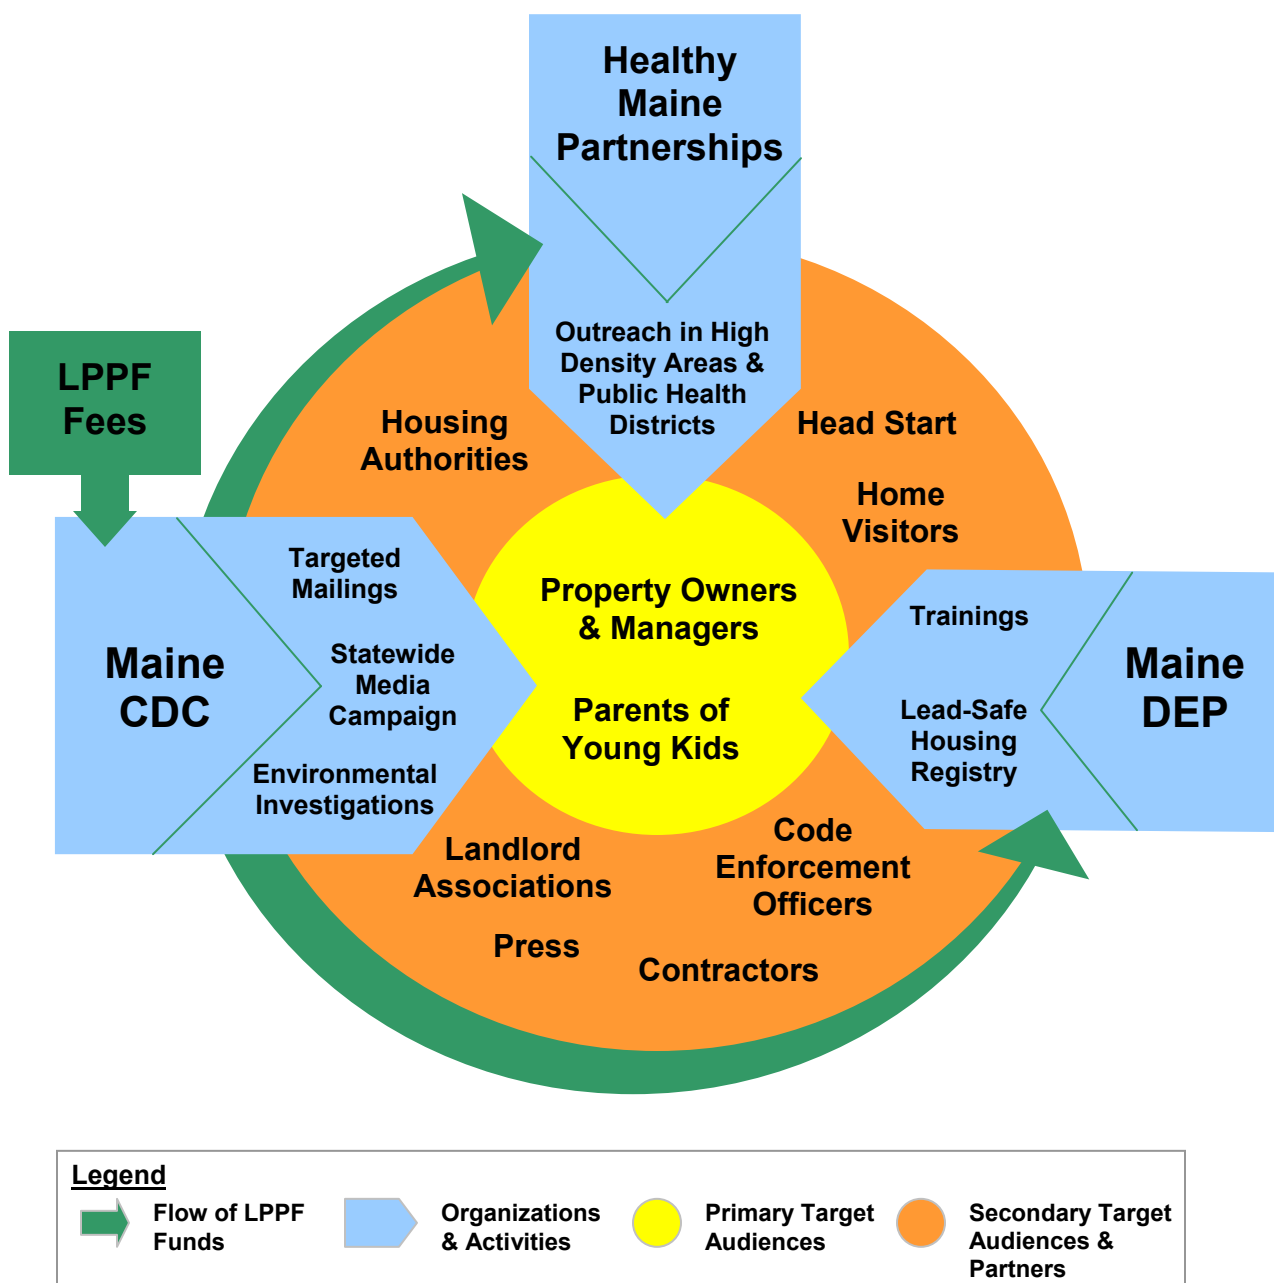 Healthy
Maine
Partnerships
Outreach in High
Density Areas &
Public Health
Districts
LPPF
Fees
Housing
Authorities
Head Start
Home
Visitors
Targeted
Mailings
Statewide
Media
Campaign
Environmental
Investigations
Maine
CDC
Property Owners
& Managers
Parents of
Young Kids
Trainings
Lead-Safe
Housing
Registry
Maine
DEP
Landlord
Associations
Press
Code
Enforcement
Officers
Contractors
Legend
Flow of LPPF
Funds
Organizations
& Activities
Primary Target
Audiences
Secondary Target
Audiences &
Partners